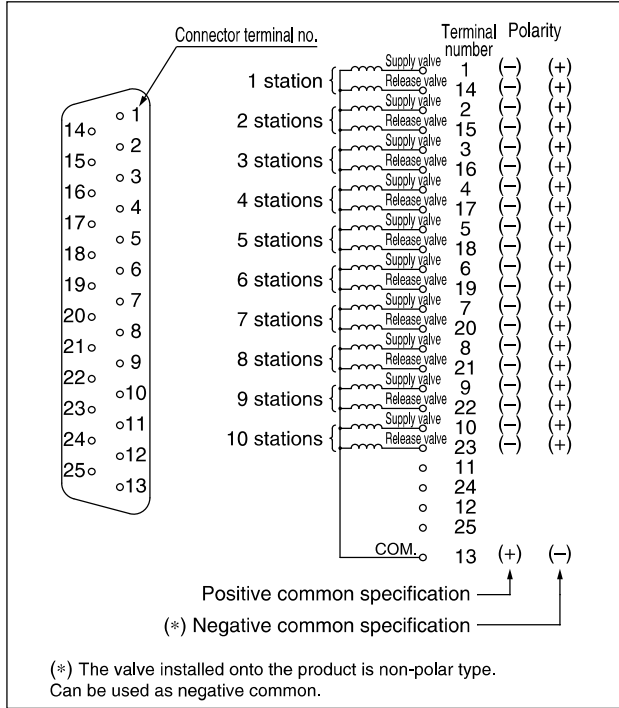 Connector terminal no.
Terminal number Polarity
1
14
2
15
3
16
4
17
5
18
6
19
7
20
8
21
9
22
10
23
11
24
12
25
13
1 station { Supply valve 1 (−) (+)
Release valve 14 (−) (+)
2 stations { Supply valve 2 (−) (+)
Release valve 15 (−) (+)
3 stations { Supply valve 3 (−) (+)
Release valve 16 (−) (+)
4 stations { Supply valve 4 (−) (+)
Release valve 17 (−) (+)
5 stations { Supply valve 5 (−) (+)
Release valve 18 (−) (+)
6 stations { Supply valve 6 (−) (+)
Release valve 19 (−) (+)
7 stations { Supply valve 7 (−) (+)
Release valve 20 (−) (+)
8 stations { Supply valve 8 (−) (+)
Release valve 21 (−) (+)
9 stations { Supply valve 9 (−) (+)
Release valve 22 (−) (+)
10 stations { Supply valve 10 (−) (+)
Release valve 23 (−) (+)
11
24
12
25
COM. 13 (+) (−)
Positive common specification
(*) Negative common specification
(*) The valve installed onto the product is non-polar type.
Can be used as negative common.